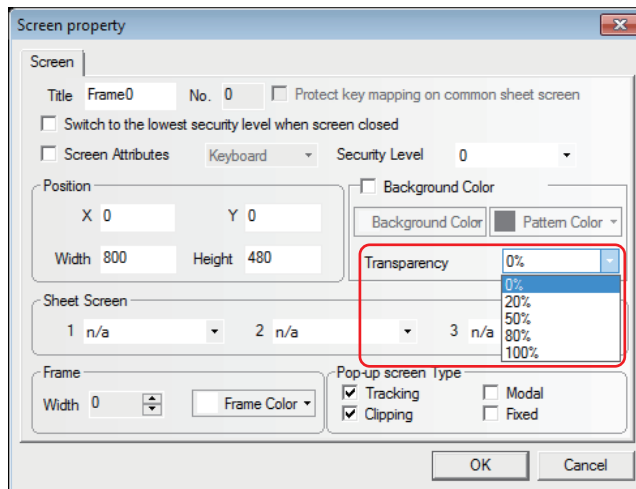 Screen property
Screen
Title Frame0 No. 0 Protect key mapping on common sheet screen
Switch to the lowest security level when screen closed
Screen Attributes Keyboard Security Level 0
Position Background Color
X 0 Y 0 Background Color Pattern Color
Width 800 Height 480 Transparency 0%
0%
20%
50%
80%
100%
Sheet Screen
1 n/a 2 n/a 3 n/a
Frame Pop-up screen Type
Width 0 Frame Color Tracking Modal
Clipping Fixed
OK Cancel